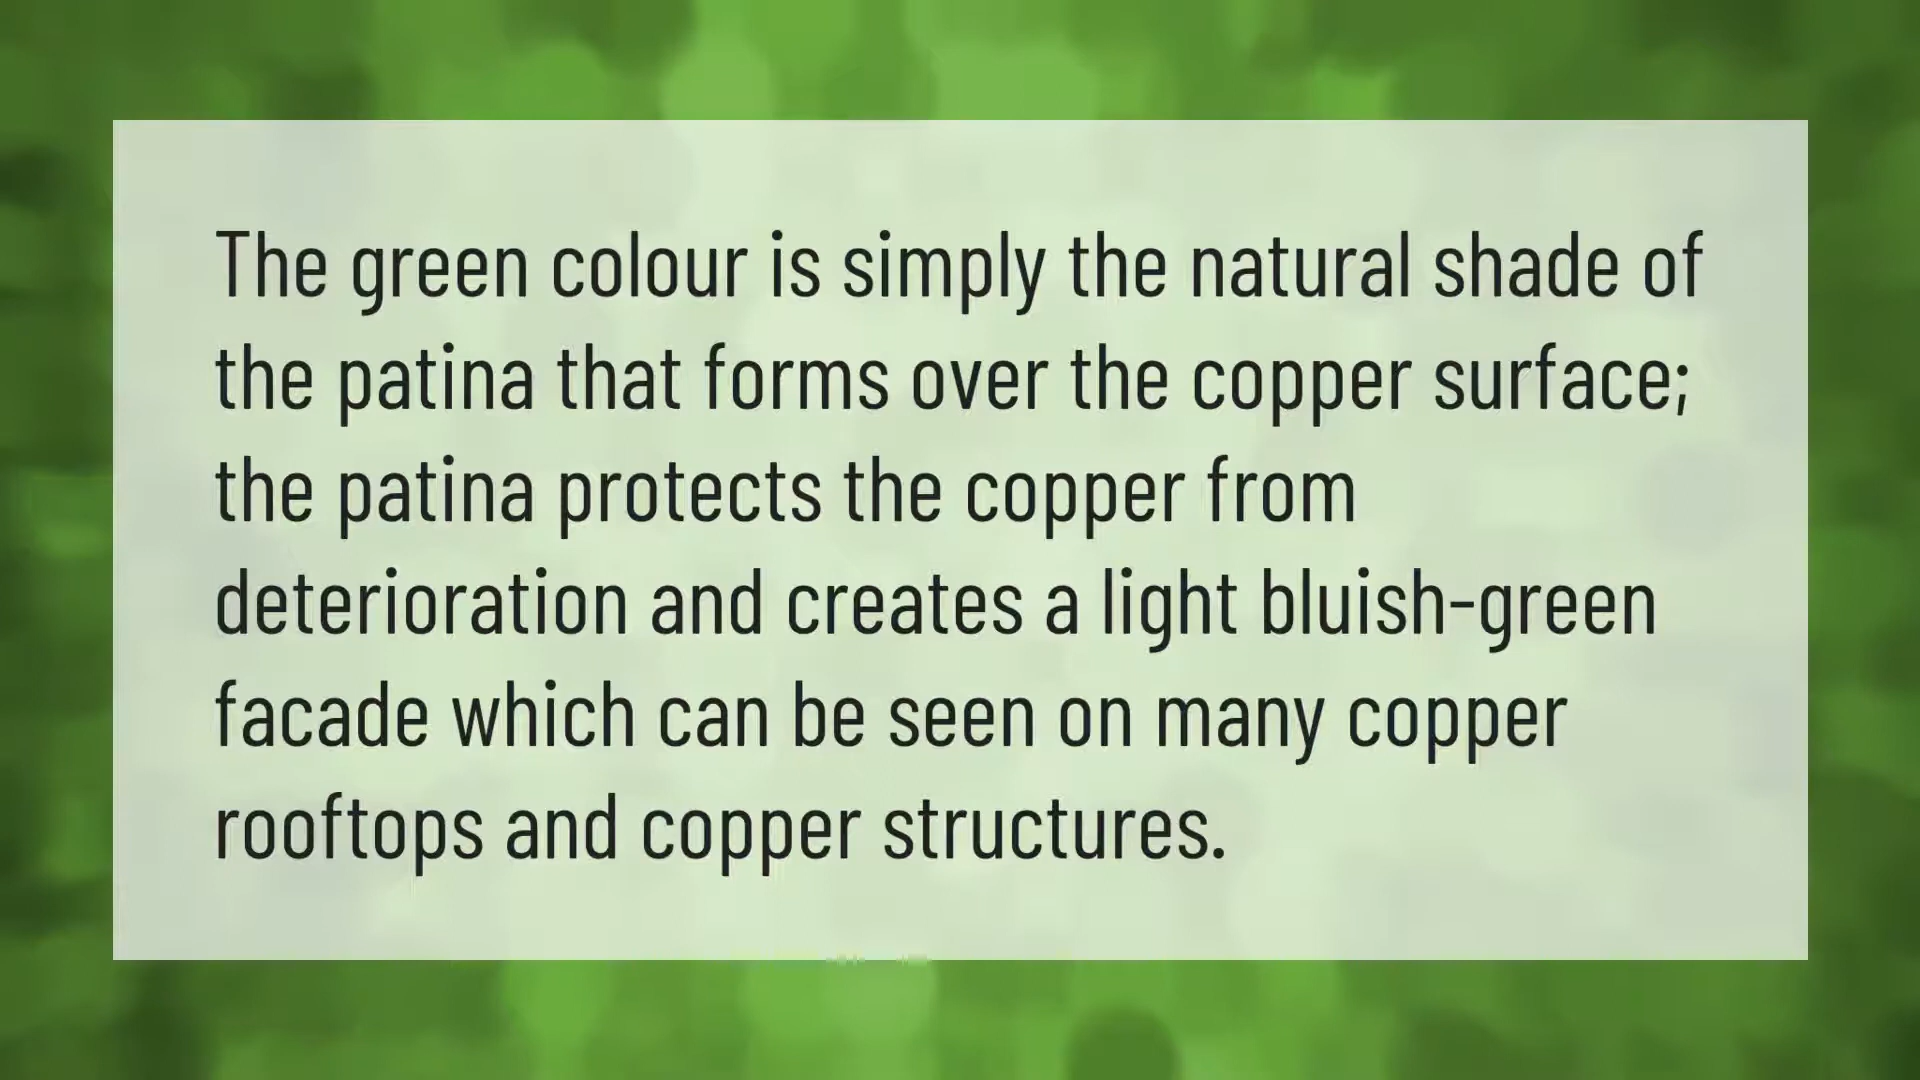 The green colour is simply the natural shade of
the patina that forms over the copper surface;
the patina protects the copper from
deterioration and creates a light bluish-green
facade which can be seen on many copper
rooftops and copper structures.